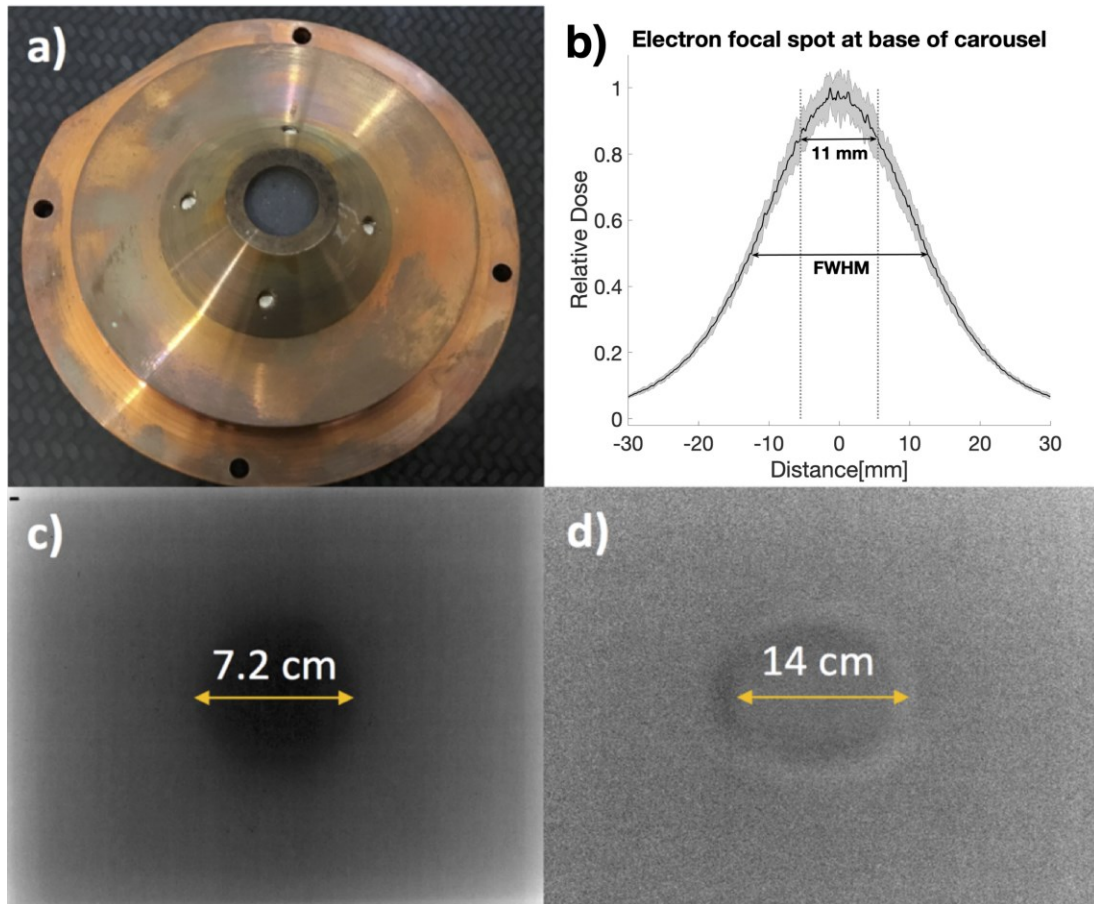 a)
b)
Electron focal spot at base of carousel
1
0.8
0.6
0.4
0.2
0
Relative Dose
11 mm
FWHM
-30 -20 -10 0 10 20 30
Distance[mm]
c)
7.2 cm
d)
14 cm